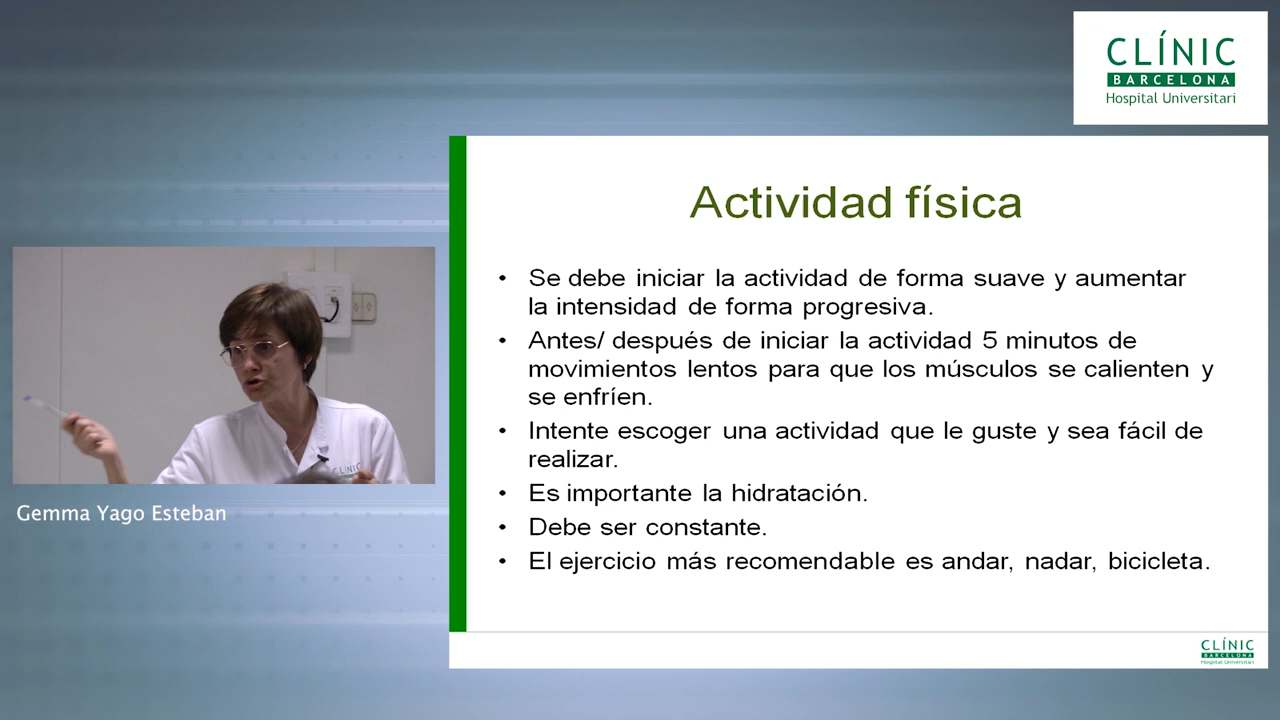 CLÍNIC
BARCELONA
Hospital Universitari
Actividad física
• Se debe iniciar la actividad de forma suave y aumentar
la intensidad de forma progresiva.
• Antes/ después de iniciar la actividad 5 minutos de
movimientos lentos para que los músculos se calienten y
se enfríen.
• Intente escoger una actividad que le guste y sea fácil de
realizar.
• Es importante la hidratación.
• Debe ser constante.
• El ejercicio más recomendable es andar, nadar, bicicleta.
CLÍNIC
Gemma Yago Esteban
CLÍNIC
BARCELONA
Hospital Universitari